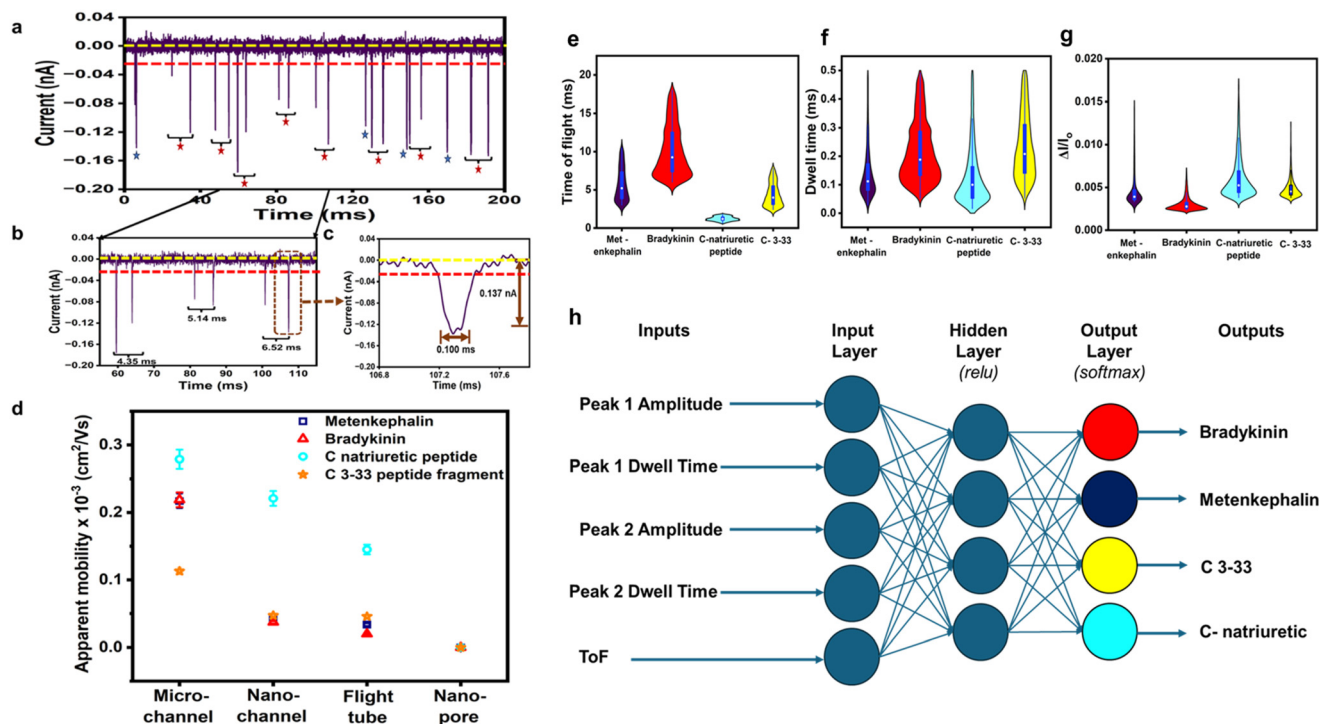 a
Current (nA)
0.04
0.00
−0.04
−0.08
−0.12
−0.16
−0.20
0 40 80 120 160 200
Time (ms)
b
Current (nA)
0.04
0.00
−0.04
−0.08
−0.12
−0.16
−0.20
4.35 ms
5.14 ms
6.52 ms
60 70 80 90 100 110
Time (ms)
c
Current (nA)
0.04
0.00
−0.04
−0.08
−0.12
−0.16
−0.20
0.137 nA
0.100 ms
106.8 107.2 107.6
Time (ms)
d
Apparent mobility x 10⁻³ (cm²/Vs)
0.3
0.2
0.1
0.0
Metenkephalin
Bradykinin
C natriuretic peptide
C 3-33 peptide fragment
Micro-
channel
Nano-
channel
Flight
tube
Nano-
pore
e
Time of flight (ms)
20
15
10
5
0
Met -
enkephalin
Bradykinin
C-natriuretic
peptide
C- 3-33
f
Dwell time (ms)
0.5
0.4
0.3
0.2
0.1
0.0
Met -
enkephalin
Bradykinin
C-natriuretic
peptide
C- 3-33
g
ΔI/Iₒ
0.020
0.015
0.010
0.005
0.000
Met -
enkephalin
Bradykinin
C-natriuretic
peptide
C- 3-33
h
Inputs
Input
Layer
Hidden
Layer
(relu)
Output
Layer
(softmax)
Outputs
Peak 1 Amplitude
Peak 1 Dwell Time
Peak 2 Amplitude
Peak 2 Dwell Time
ToF
Bradykinin
Metenkephalin
C 3-33
C- natriuretic